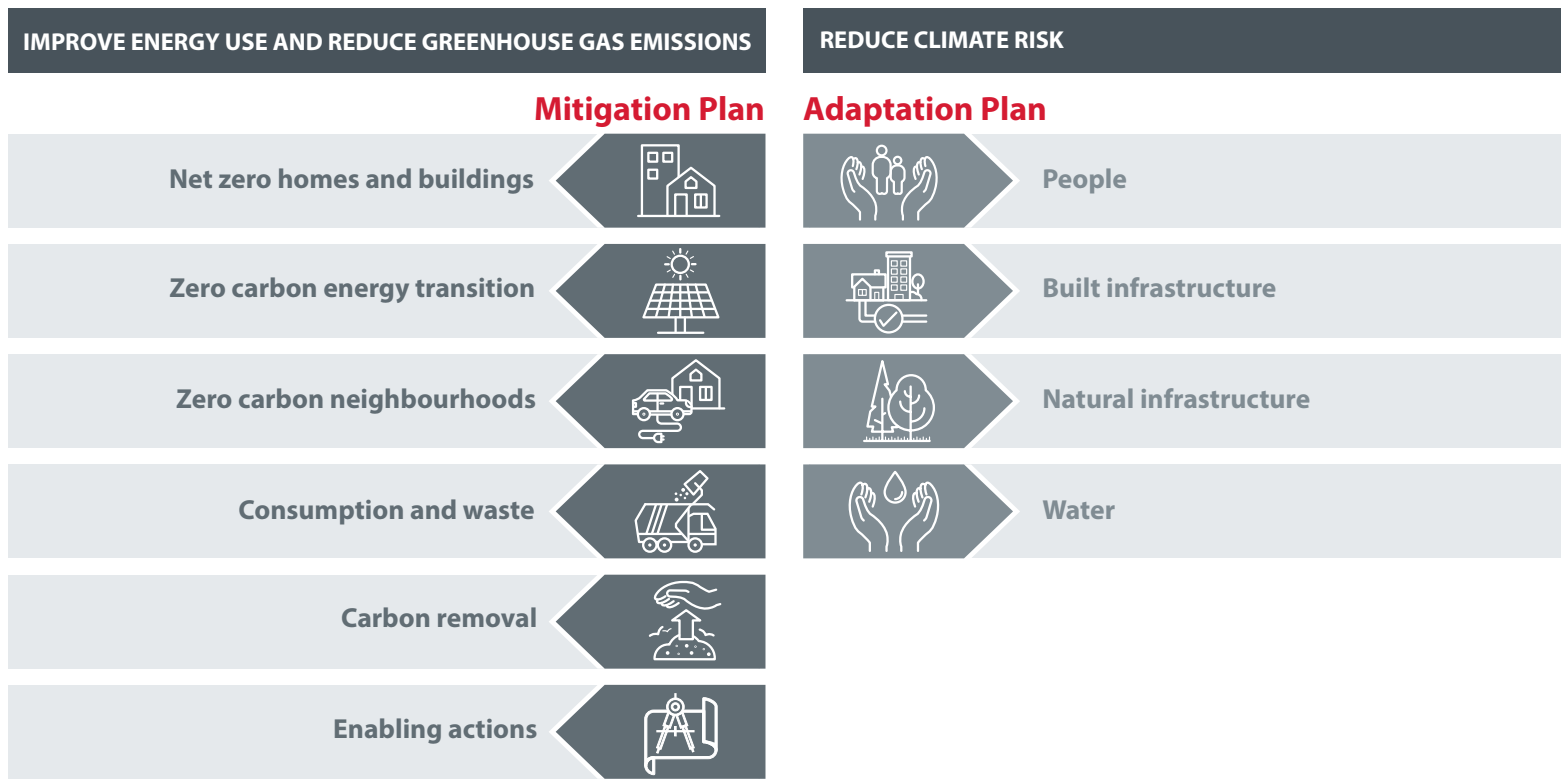 IMPROVE ENERGY USE AND REDUCE GREENHOUSE GAS EMISSIONS
Mitigation Plan
Net zero homes and buildings
Zero carbon energy transition
Zero carbon neighbourhoods
Consumption and waste
Carbon removal
Enabling actions
REDUCE CLIMATE RISK
Adaptation Plan
People
Built infrastructure
Natural infrastructure
Water